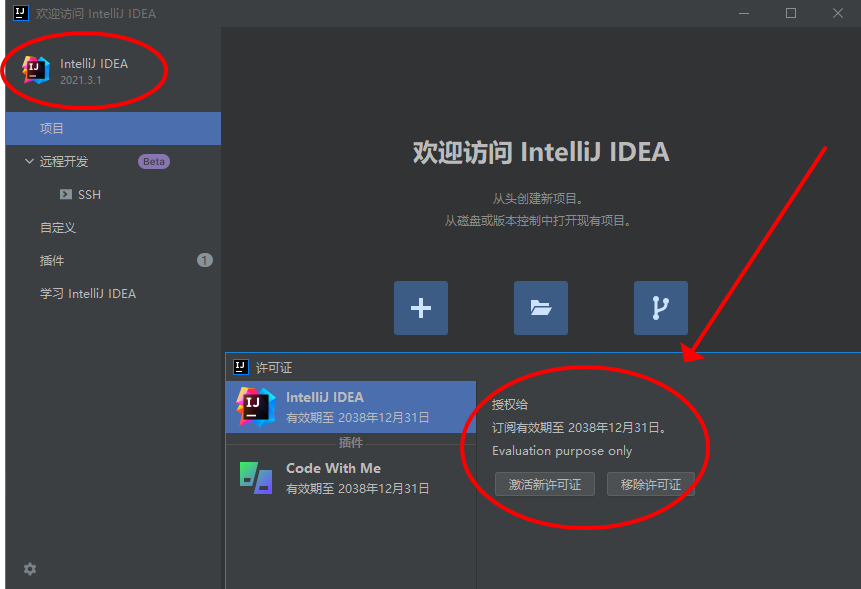 欢迎访问 IntelliJ IDEA
IntelliJ IDEA
2021.3.1
项目
远程开发 Beta
SSH
自定义
插件 1
学习 IntelliJ IDEA
欢迎访问 IntelliJ IDEA
从头创建新项目。
从磁盘或版本控制中打开现有项目。
许可证
IntelliJ IDEA
有效期至 2038年12月31日
插件
Code With Me
有效期至 2038年12月31日
授权给
订阅有效期至 2038年12月31日。
Evaluation purpose only
激活新许可证 移除许可证